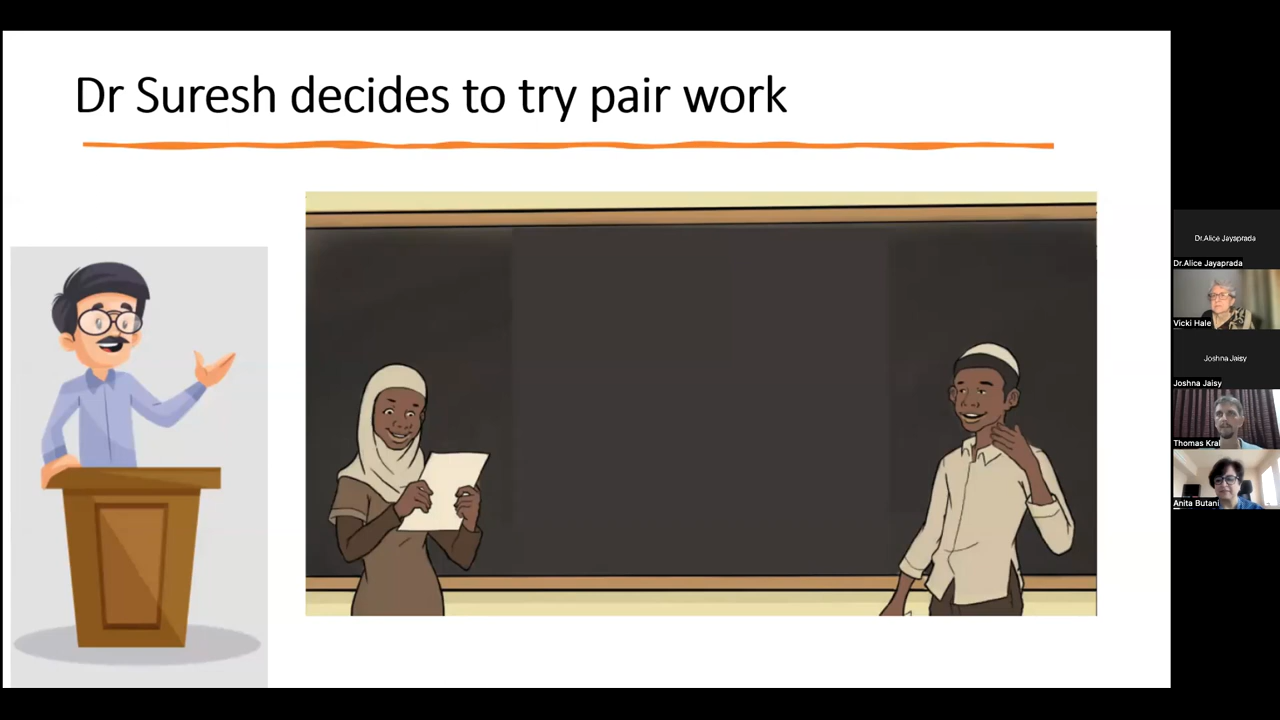 Dr Suresh decides to try pair work
Dr.Alice Jayaprada
Dr.Alice Jayaprada
Vicki Hale
Joshna Jaisy
Joshna Jaisy
Thomas Kral
Anita Butani